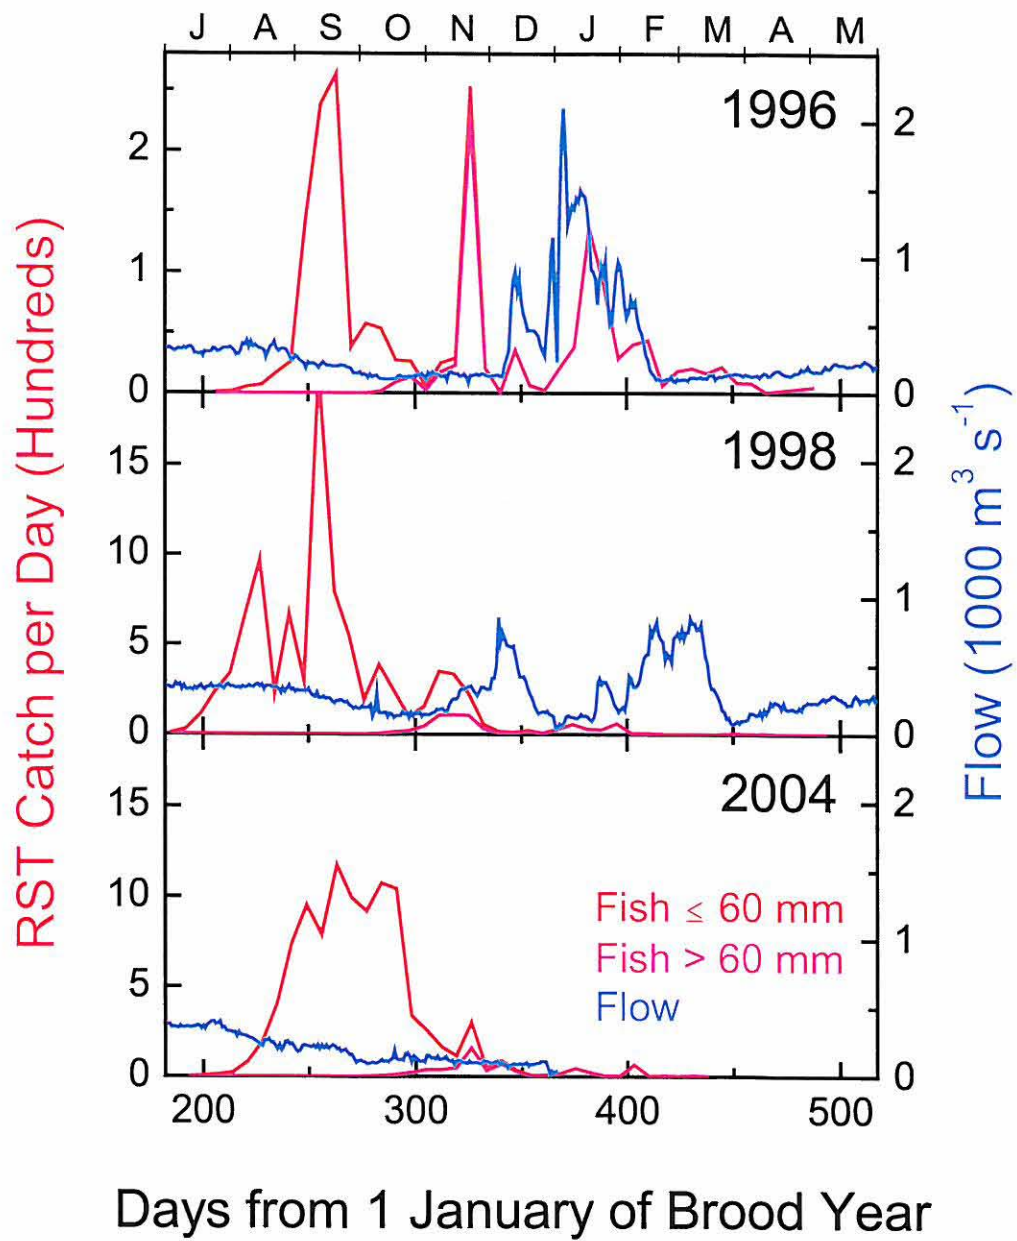 J A S O N D J F M A M
1996
2
1
0
2
1
0
1998
15
10
5
0
2
1
0
2004
15
10
5
0
2
1
0
Fish ≤ 60 mm
Fish > 60 mm
Flow
200 300 400 500
Days from 1 January of Brood Year
RST Catch per Day (Hundreds)
Flow (1000 m³ s⁻¹)